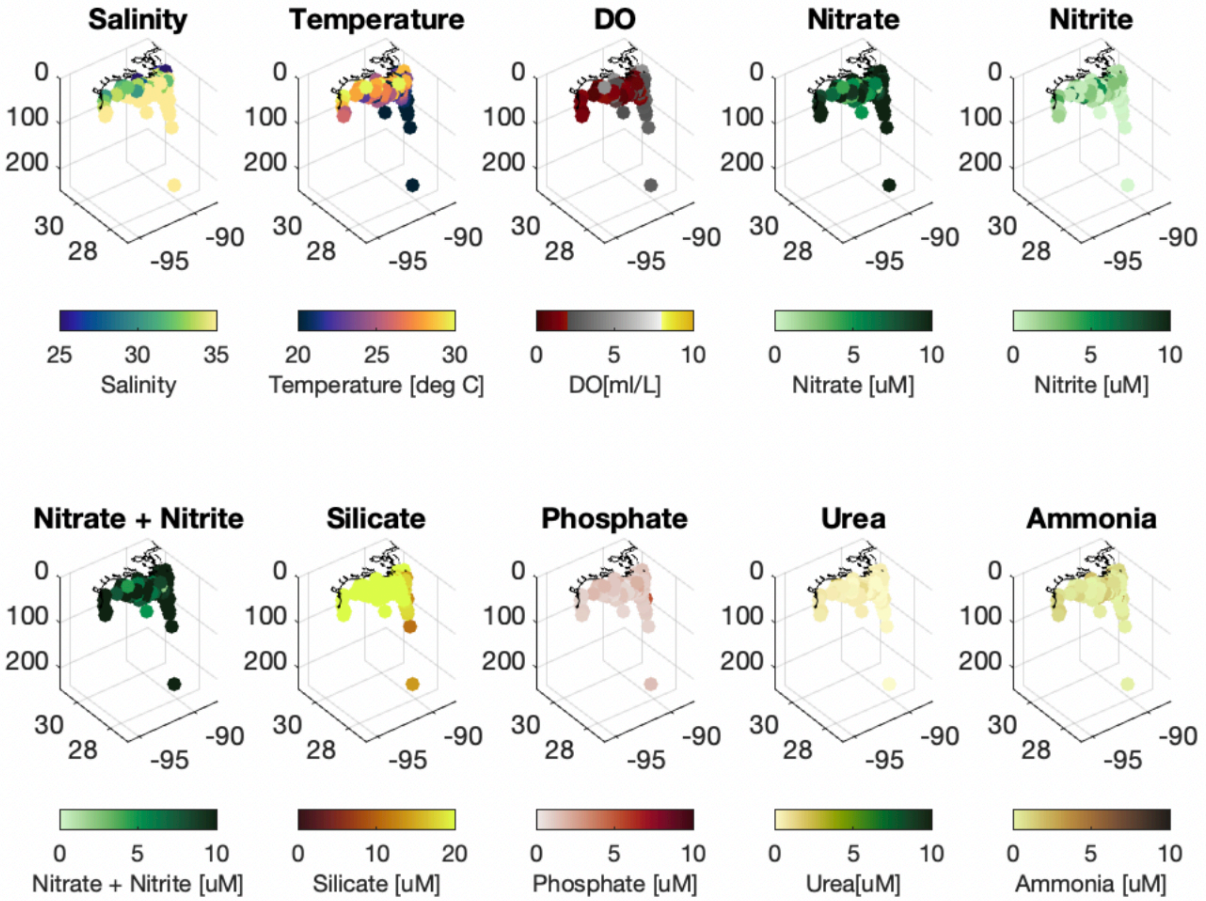 Salinity Temperature DO Nitrate Nitrite
0 0 0 0 0
100 100 100 100 100
200 200 200 200 200
30 -90 30 -90 30 -90 30 -90 30 -90
28 -95 28 -95 28 -95 28 -95 28 -95
25 30 35 20 25 30 0 5 10 0 5 10 0 5 10
Salinity Temperature [deg C] DO[ml/L] Nitrate [uM] Nitrite [uM]
Nitrate + Nitrite Silicate Phosphate Urea Ammonia
0 0 0 0 0
100 100 100 100 100
200 200 200 200 200
30 -90 30 -90 30 -90 30 -90 30 -90
28 -95 28 -95 28 -95 28 -95 28 -95
0 5 10 0 10 20 0 5 10 0 5 10 0 5 10
Nitrate + Nitrite [uM] Silicate [uM] Phosphate [uM] Urea[uM] Ammonia [uM]